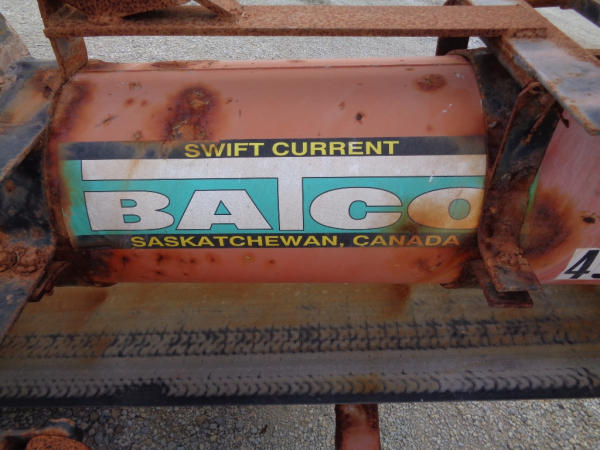 SWIFT CURRENT
BATCO
SASKATCHEWAN, CANADA